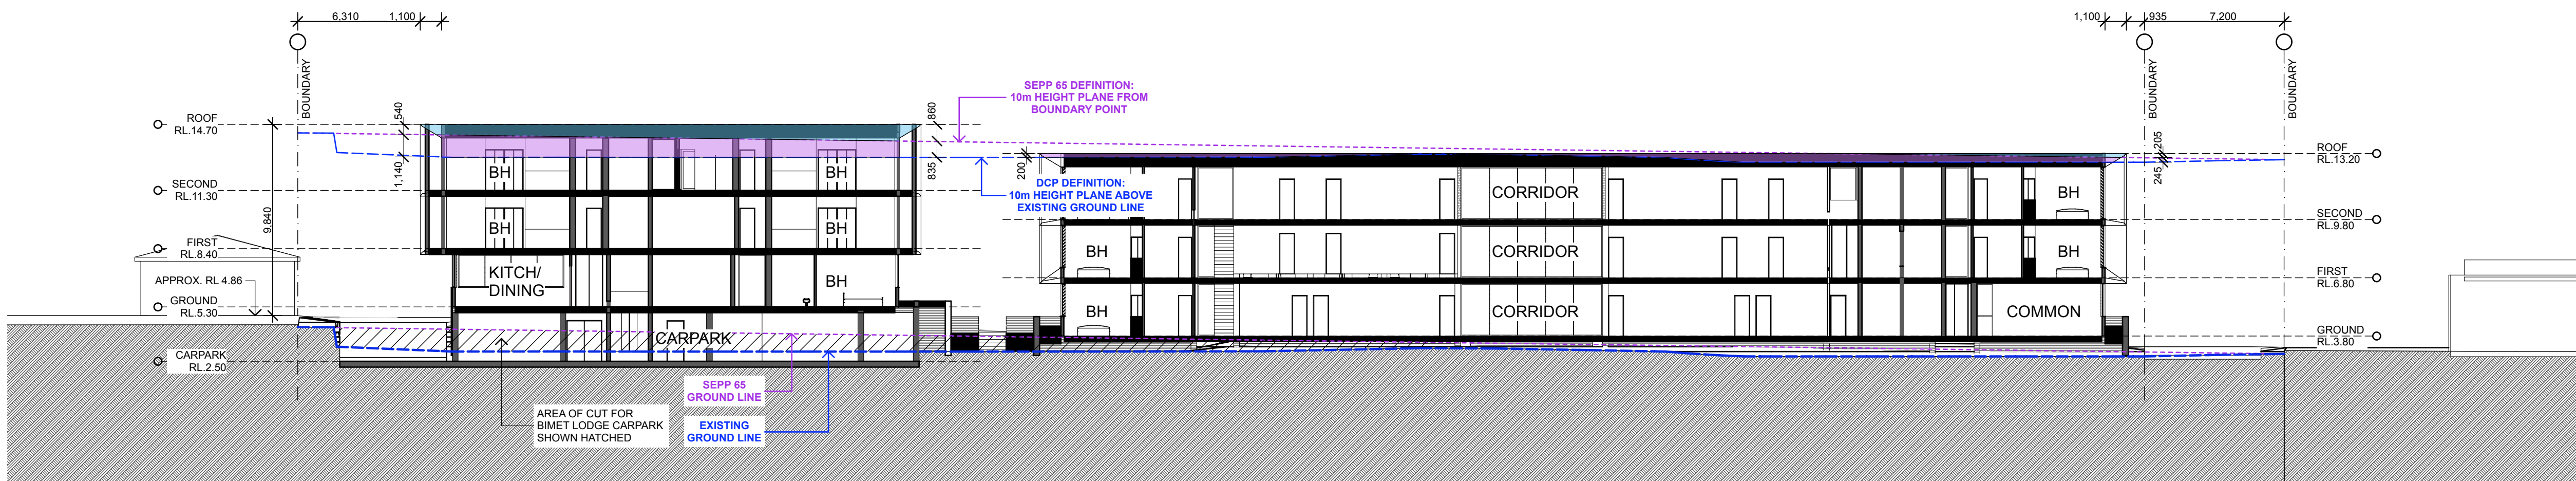 6,310
1,100
BOUNDARY
ROOF
RL.14.70
540
1,140
860
835
SECOND
RL.11.30
9,840
FIRST
RL.8.40
APPROX. RL 4.86
GROUND
RL.5.30
CARPARK
RL.2.50
BH
BH
BH
BH
KITCH/
DINING
BH
CARPARK
SEPP 65 DEFINITION:
10m HEIGHT PLANE FROM
BOUNDARY POINT
200
DCP DEFINITION:
10m HEIGHT PLANE ABOVE
EXISTING GROUND LINE
AREA OF CUT FOR
BIMET LODGE CARPARK
SHOWN HATCHED
SEPP 65
GROUND LINE
EXISTING
GROUND LINE
CORRIDOR
BH
BH
CORRIDOR
BH
BH
CORRIDOR
COMMON
1,100
935
7,200
BOUNDARY
BOUNDARY
205
245
ROOF
RL.13.20
SECOND
RL.9.80
FIRST
RL.6.80
GROUND
RL.3.80